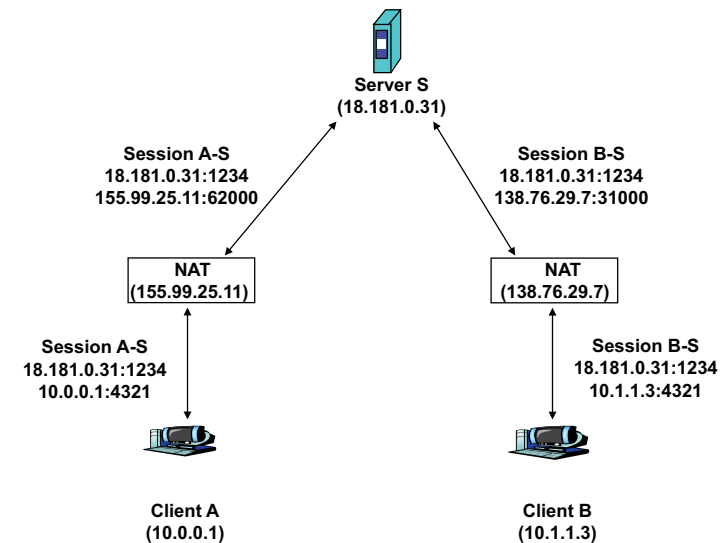 Server S
(18.181.0.31)
Session A-S
18.181.0.31:1234
155.99.25.11:62000
Session B-S
18.181.0.31:1234
138.76.29.7:31000
NAT
(155.99.25.11)
NAT
(138.76.29.7)
Session A-S
18.181.0.31:1234
10.0.0.1:4321
Session B-S
18.181.0.31:1234
10.1.1.3:4321
Client A
(10.0.0.1)
Client B
(10.1.1.3)